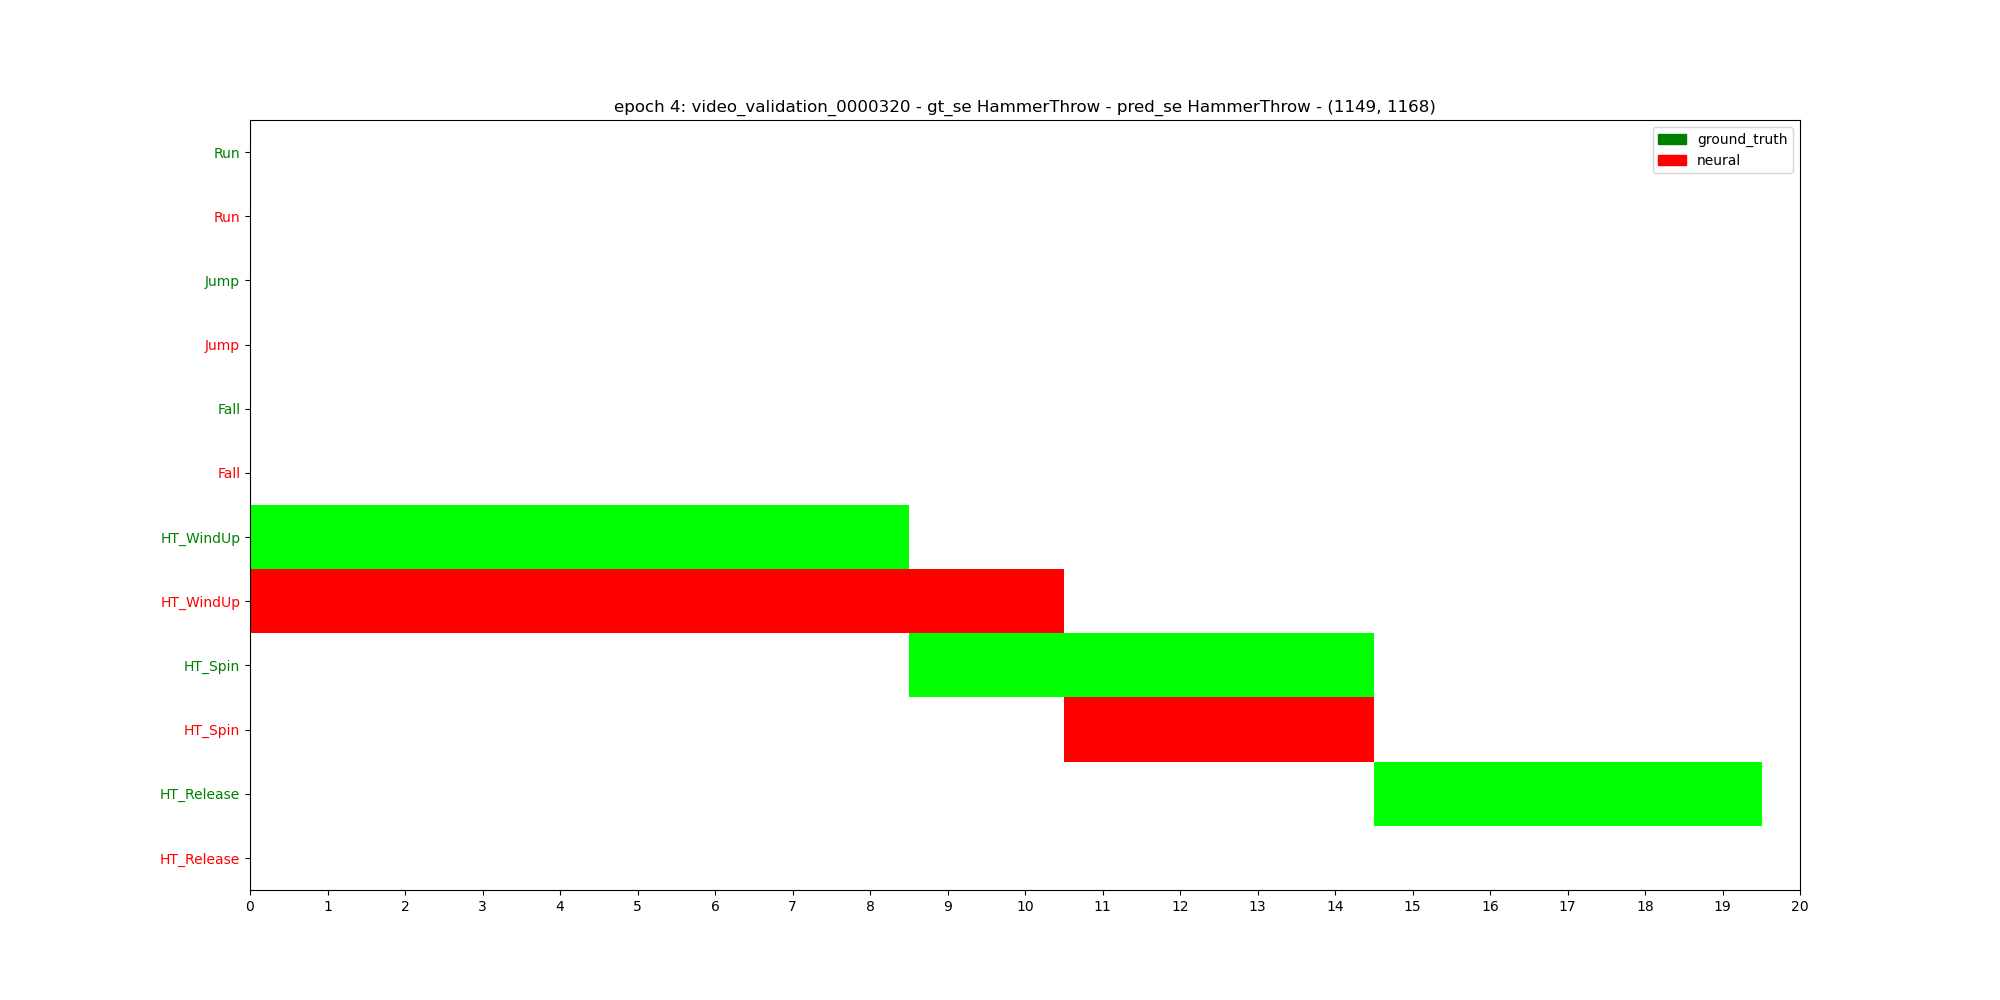 epoch 4: video_validation_0000320 - gt_se HammerThrow - pred_se HammerThrow - (1149, 1168)
ground_truth
neural
Run
Run
Jump
Jump
Fall
Fall
HT_WindUp
HT_WindUp
HT_Spin
HT_Spin
HT_Release
HT_Release
0 1 2 3 4 5 6 7 8 9 10 11 12 13 14 15 16 17 18 19 20